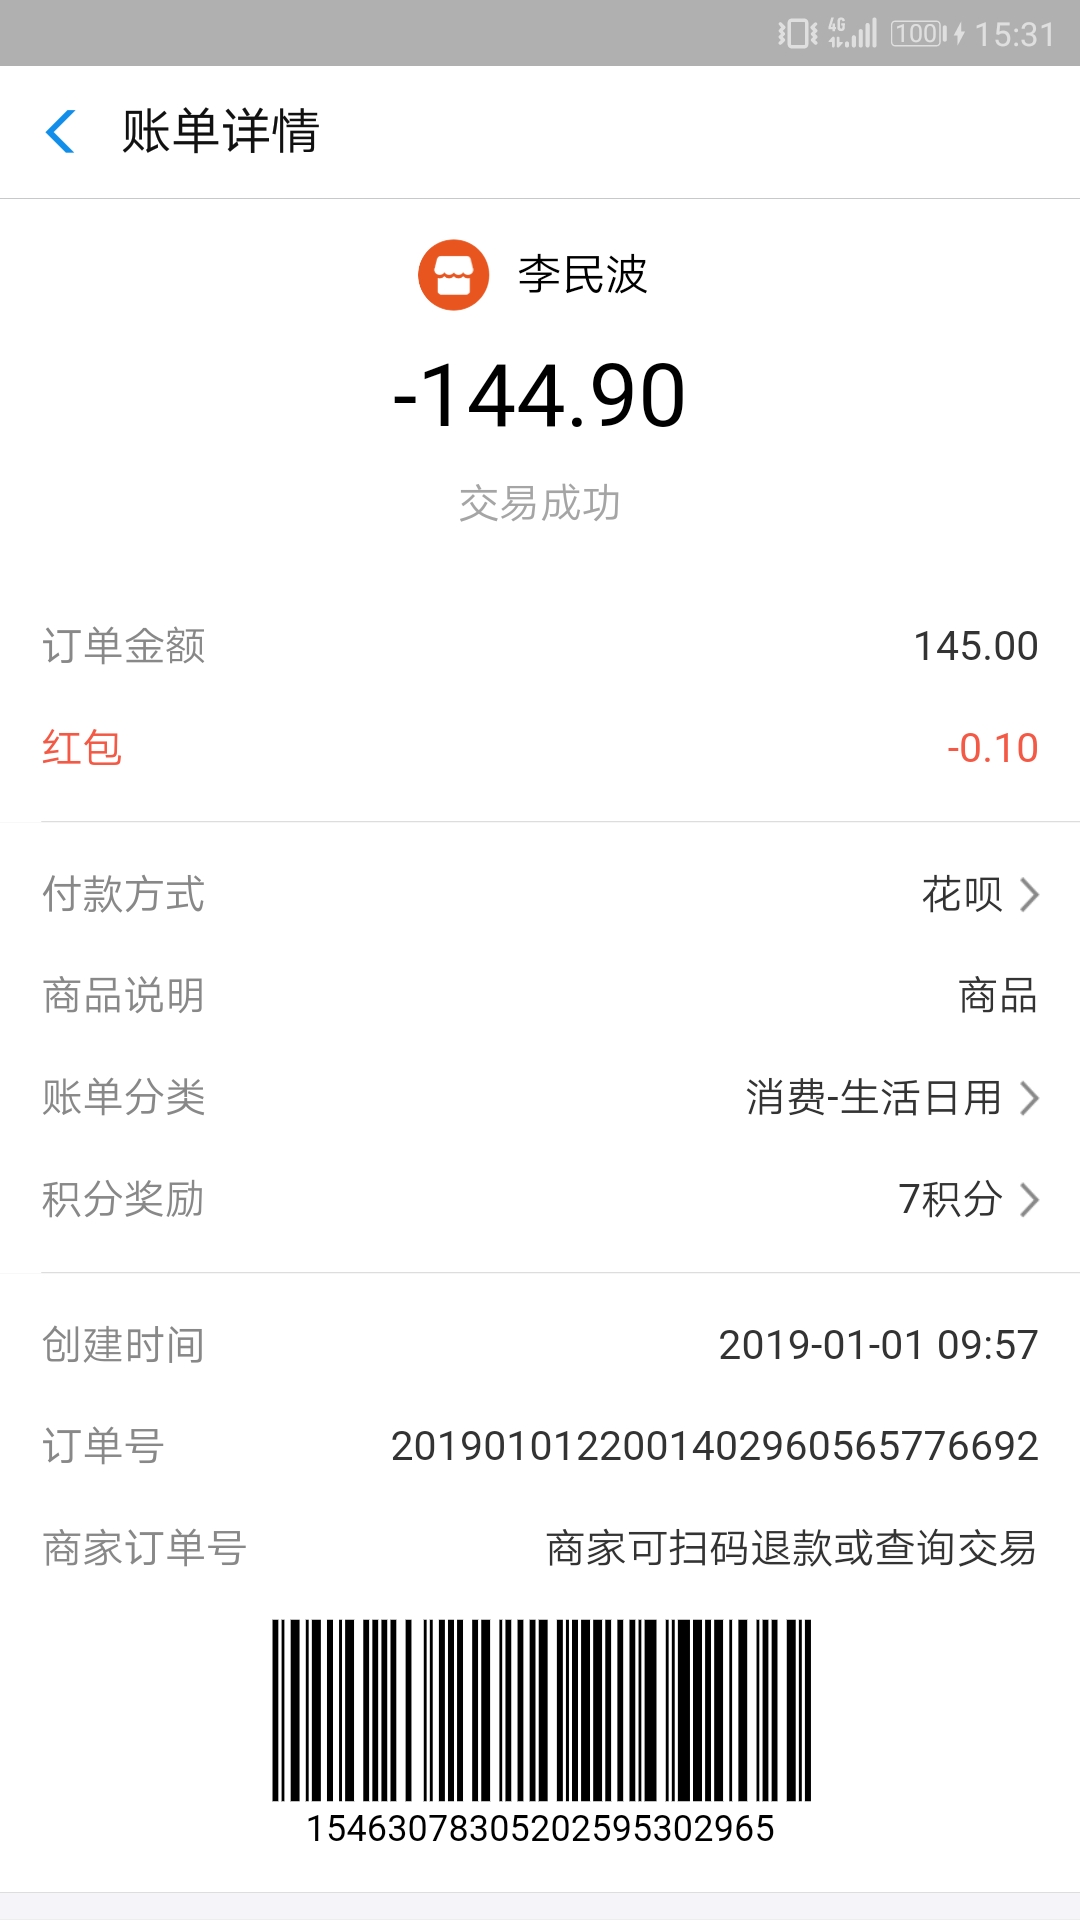 4G 100 15:31
账单详情
李民波
-144.90
交易成功
订单金额 145.00
红包 -0.10
付款方式 花呗
商品说明 商品
账单分类 消费-生活日用
积分奖励 7积分
创建时间 2019-01-01 09:57
订单号 2019010122001402960565776692
商家订单号 商家可扫码退款或查询交易
15463078305202595302965